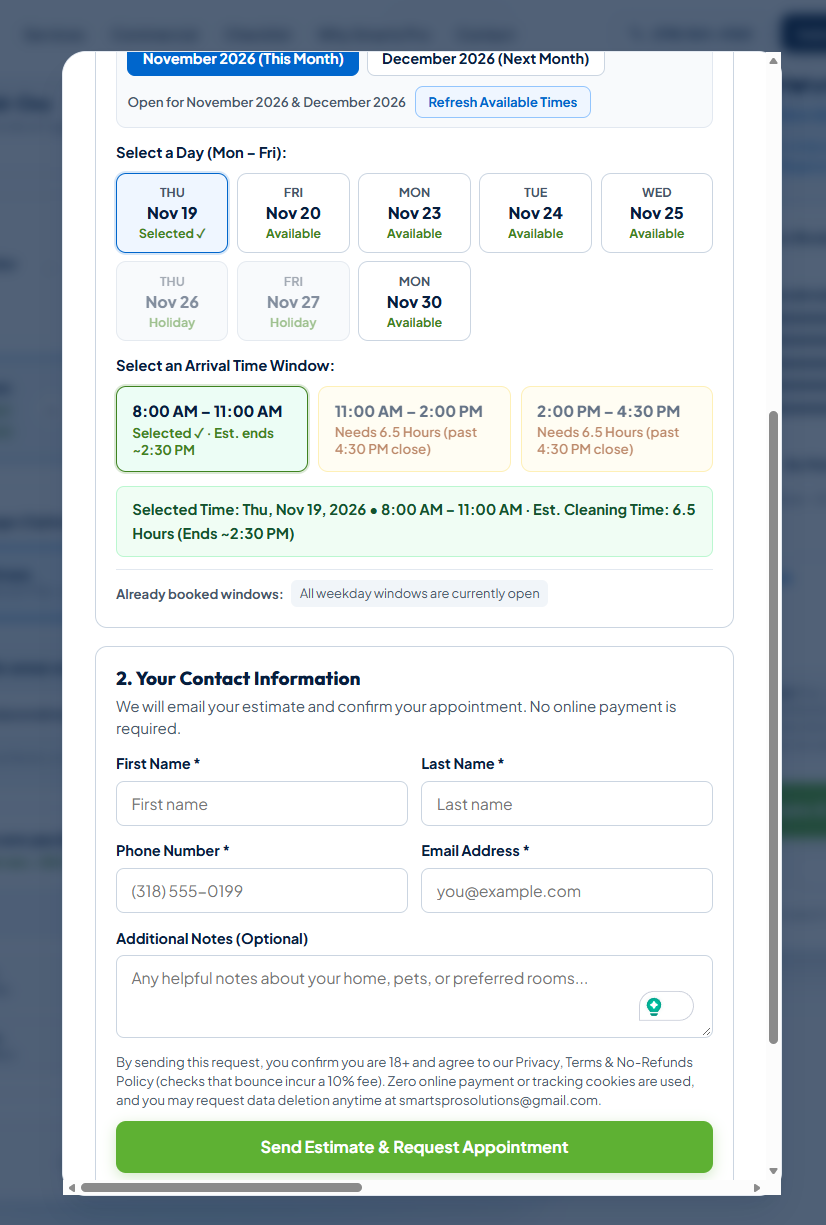 November 2026 (This Month)
December 2026 (Next Month)
Open for November 2026 & December 2026
Refresh Available Times
Select a Day (Mon – Fri):
THU
Nov 19
Selected ✓
FRI
Nov 20
Available
MON
Nov 23
Available
TUE
Nov 24
Available
WED
Nov 25
Available
THU
Nov 26
Holiday
FRI
Nov 27
Holiday
MON
Nov 30
Available
Select an Arrival Time Window:
8:00 AM – 11:00 AM
Selected ✓ · Est. ends
~2:30 PM
11:00 AM – 2:00 PM
Needs 6.5 Hours (past
4:30 PM close)
2:00 PM – 4:30 PM
Needs 6.5 Hours (past
4:30 PM close)
Selected Time: Thu, Nov 19, 2026 • 8:00 AM – 11:00 AM · Est. Cleaning Time: 6.5
Hours (Ends ~2:30 PM)
Already booked windows:
All weekday windows are currently open
2. Your Contact Information
We will email your estimate and confirm your appointment. No online payment is
required.
First Name *
Last Name *
First name
Last name
Phone Number *
Email Address *
(318) 555–0199
you@example.com
Additional Notes (Optional)
Any helpful notes about your home, pets, or preferred rooms...
By sending this request, you confirm you are 18+ and agree to our Privacy, Terms & No-Refunds
Policy (checks that bounce incur a 10% fee). Zero online payment or tracking cookies are used,
and you may request data deletion anytime at smartsprosolutions@gmail.com.
Send Estimate & Request Appointment